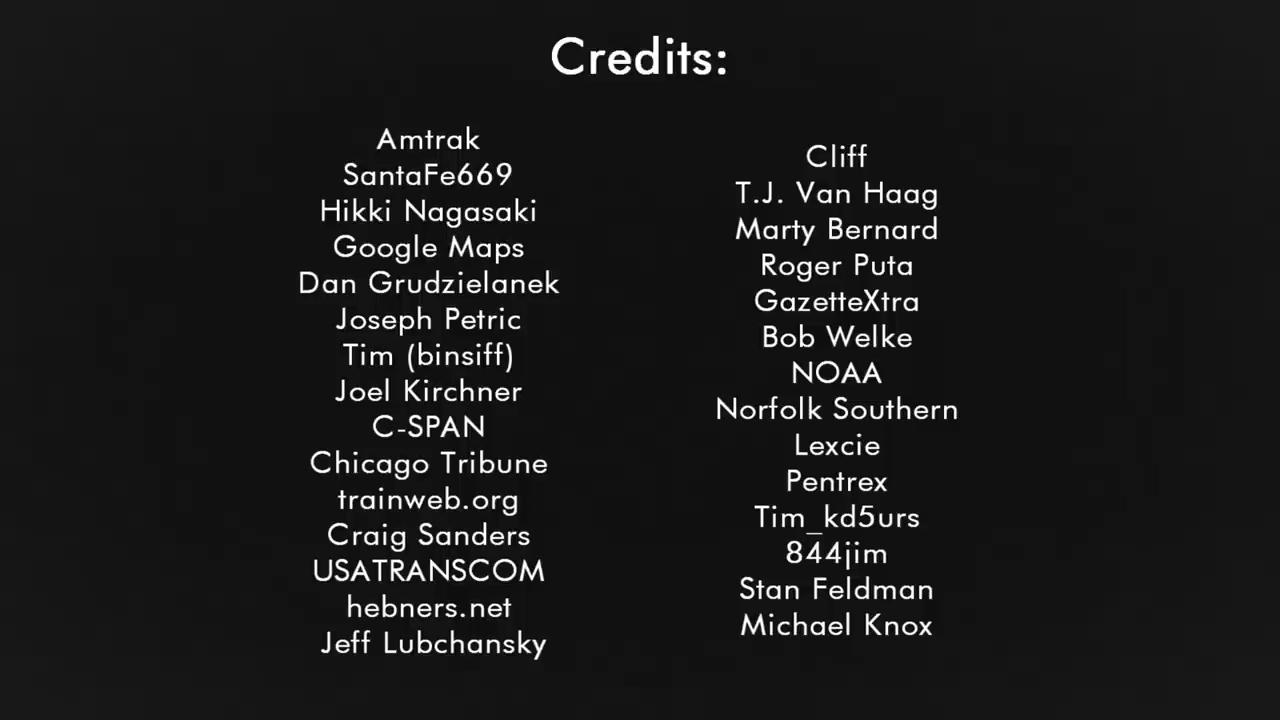 Credits:
Amtrak
SantaFe669
Hikki Nagasaki
Google Maps
Dan Grudzielanek
Joseph Petric
Tim (binsiff)
Joel Kirchner
C-SPAN
Chicago Tribune
trainweb.org
Craig Sanders
USATRANSCOM
hebners.net
Jeff Lubchansky
Cliff
T.J. Van Haag
Marty Bernard
Roger Puta
GazetteXtra
Bob Welke
NOAA
Norfolk Southern
Lexcie
Pentrex
Tim_kd5urs
844jim
Stan Feldman
Michael Knox